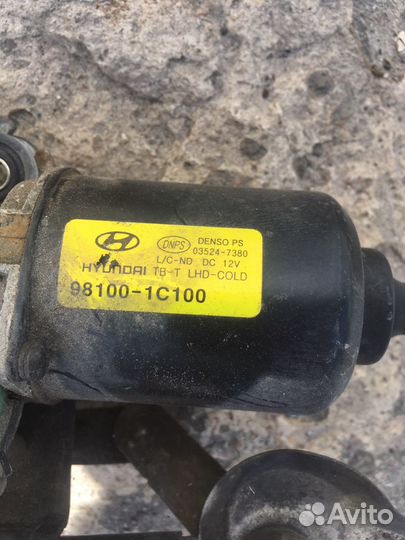 DNPS
DENSO PS
03524-7380
L/C-ND DC 12V
HYUNDAI TB-T LHD-COLD
98100-1C100
Avito